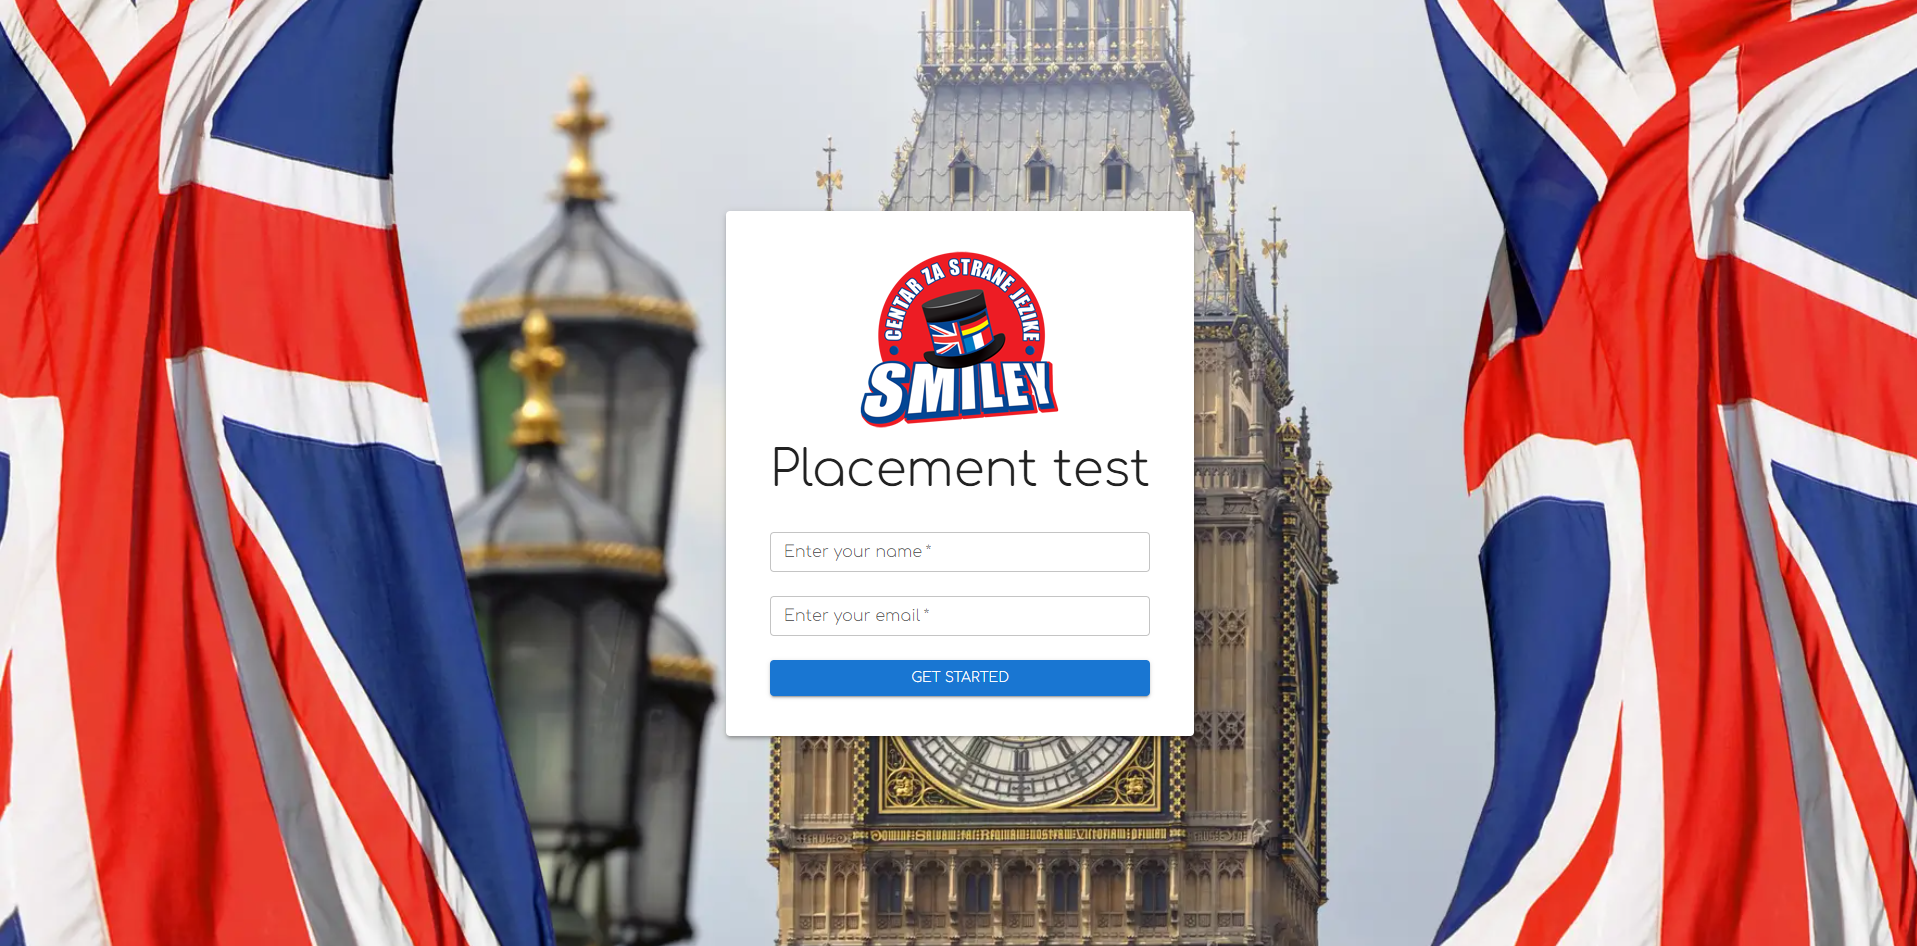 CENTAR ZA STRANE JEZIKE
SMILEY
Placement test
Enter your name *
Enter your email *
GET STARTED